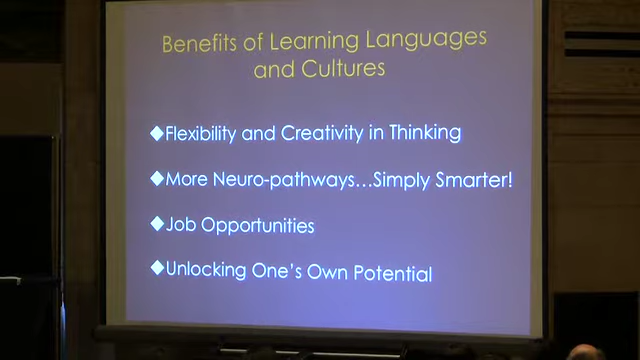 Benefits of Learning Languages
and Cultures
◆Flexibility and Creativity in Thinking
◆More Neuro-pathways...Simply Smarter!
◆Job Opportunities
◆Unlocking One's Own Potential